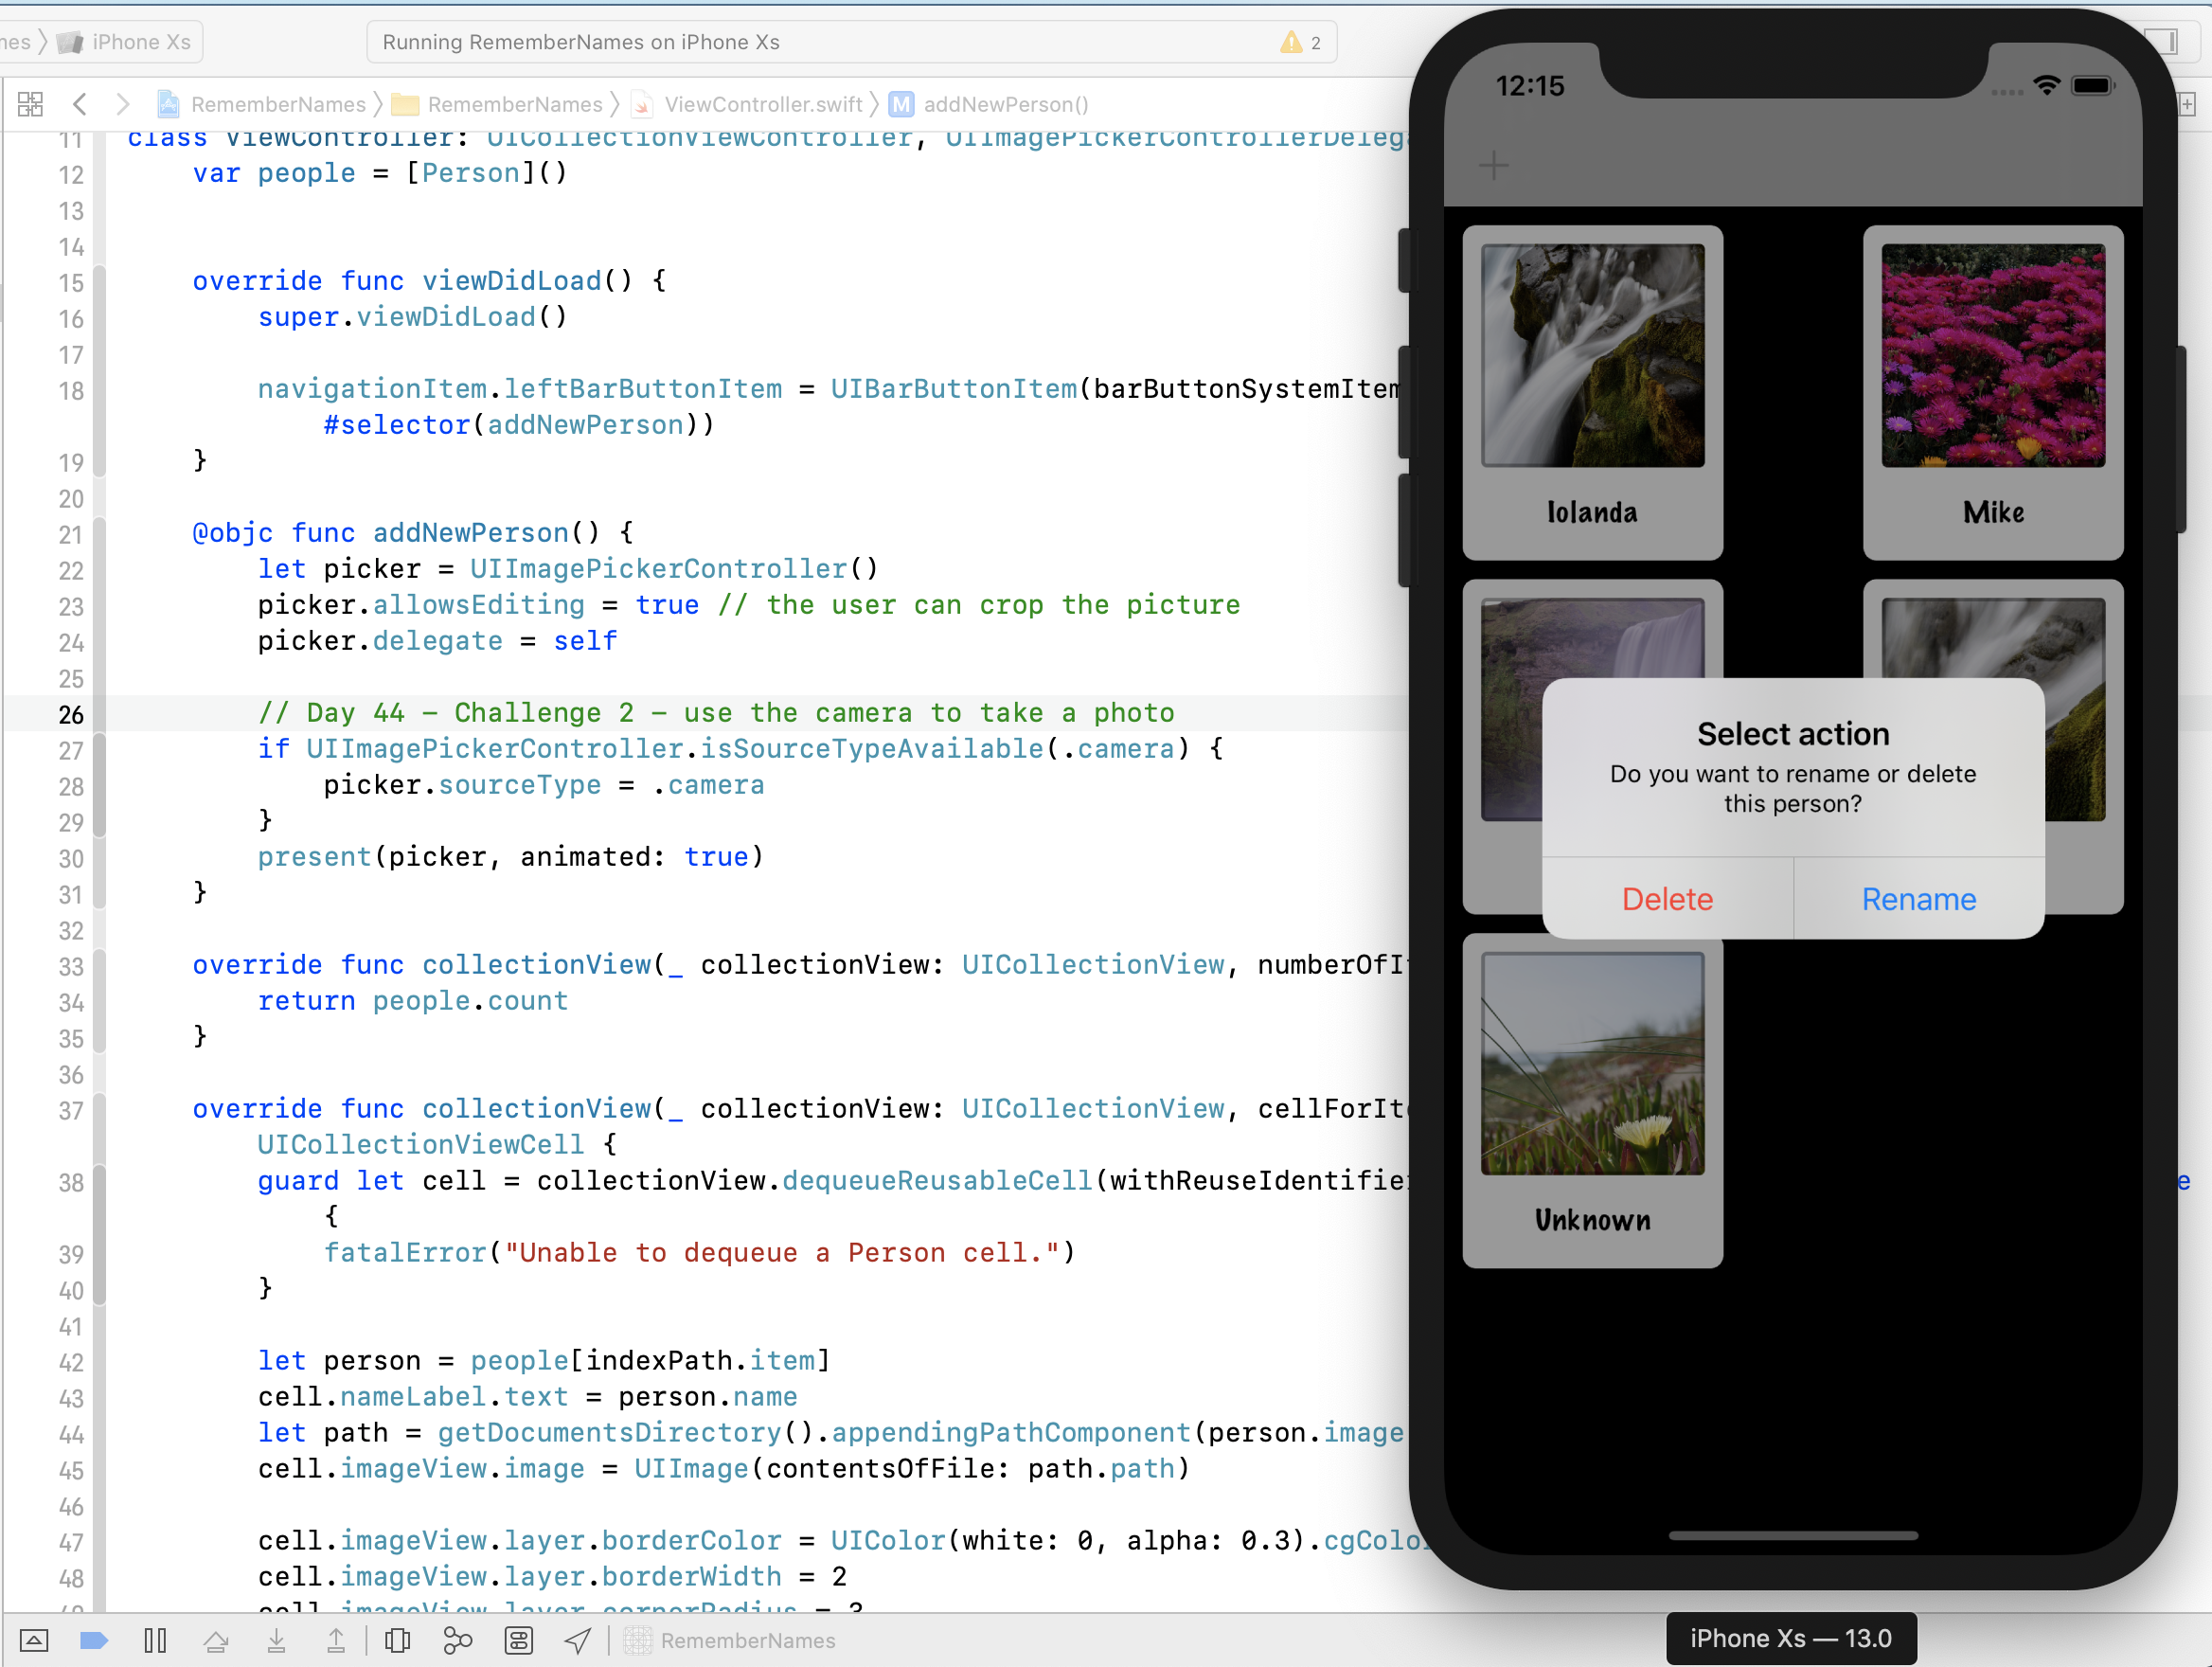 mes 〉 iPhone Xs
Running RememberNames on iPhone Xs
2
RememberNames 〉 RememberNames 〉 ViewController.swift 〉 M addNewPerson()
11 class ViewController: UICollectionViewController, UIImagePickerControllerDeleg
12 var people = [Person]()
13
14
15 override func viewDidLoad() {
16 super.viewDidLoad()
17
18 navigationItem.leftBarButtonItem = UIBarButtonItem(barButtonSystemItem
#selector(addNewPerson))
19 }
20
21 @objc func addNewPerson() {
22 let picker = UIImagePickerController()
23 picker.allowsEditing = true // the user can crop the picture
24 picker.delegate = self
25
26 // Day 44 – Challenge 2 – use the camera to take a photo
27 if UIImagePickerController.isSourceTypeAvailable(.camera) {
28 picker.sourceType = .camera
29 }
30 present(picker, animated: true)
31 }
32
33 override func collectionView(_ collectionView: UICollectionView, numberOfI
34 return people.count
35 }
36
37 override func collectionView(_ collectionView: UICollectionView, cellForIte
UICollectionViewCell {
38 guard let cell = collectionView.dequeueReusableCell(withReuseIdentifie
e
{
39 fatalError("Unable to dequeue a Person cell.")
40 }
41
42 let person = people[indexPath.item]
43 cell.nameLabel.text = person.name
44 let path = getDocumentsDirectory().appendingPathComponent(person.image
45 cell.imageView.image = UIImage(contentsOfFile: path.path)
46
47 cell.imageView.layer.borderColor = UIColor(white: 0, alpha: 0.3).cgColo
48 cell.imageView.layer.borderWidth = 2
cell.imageView.layer.cornerRadius = 3
RememberNames
12:15
Iolanda
Mike
Select action
Do you want to rename or delete
this person?
Delete
Rename
Unknown
iPhone Xs — 13.0